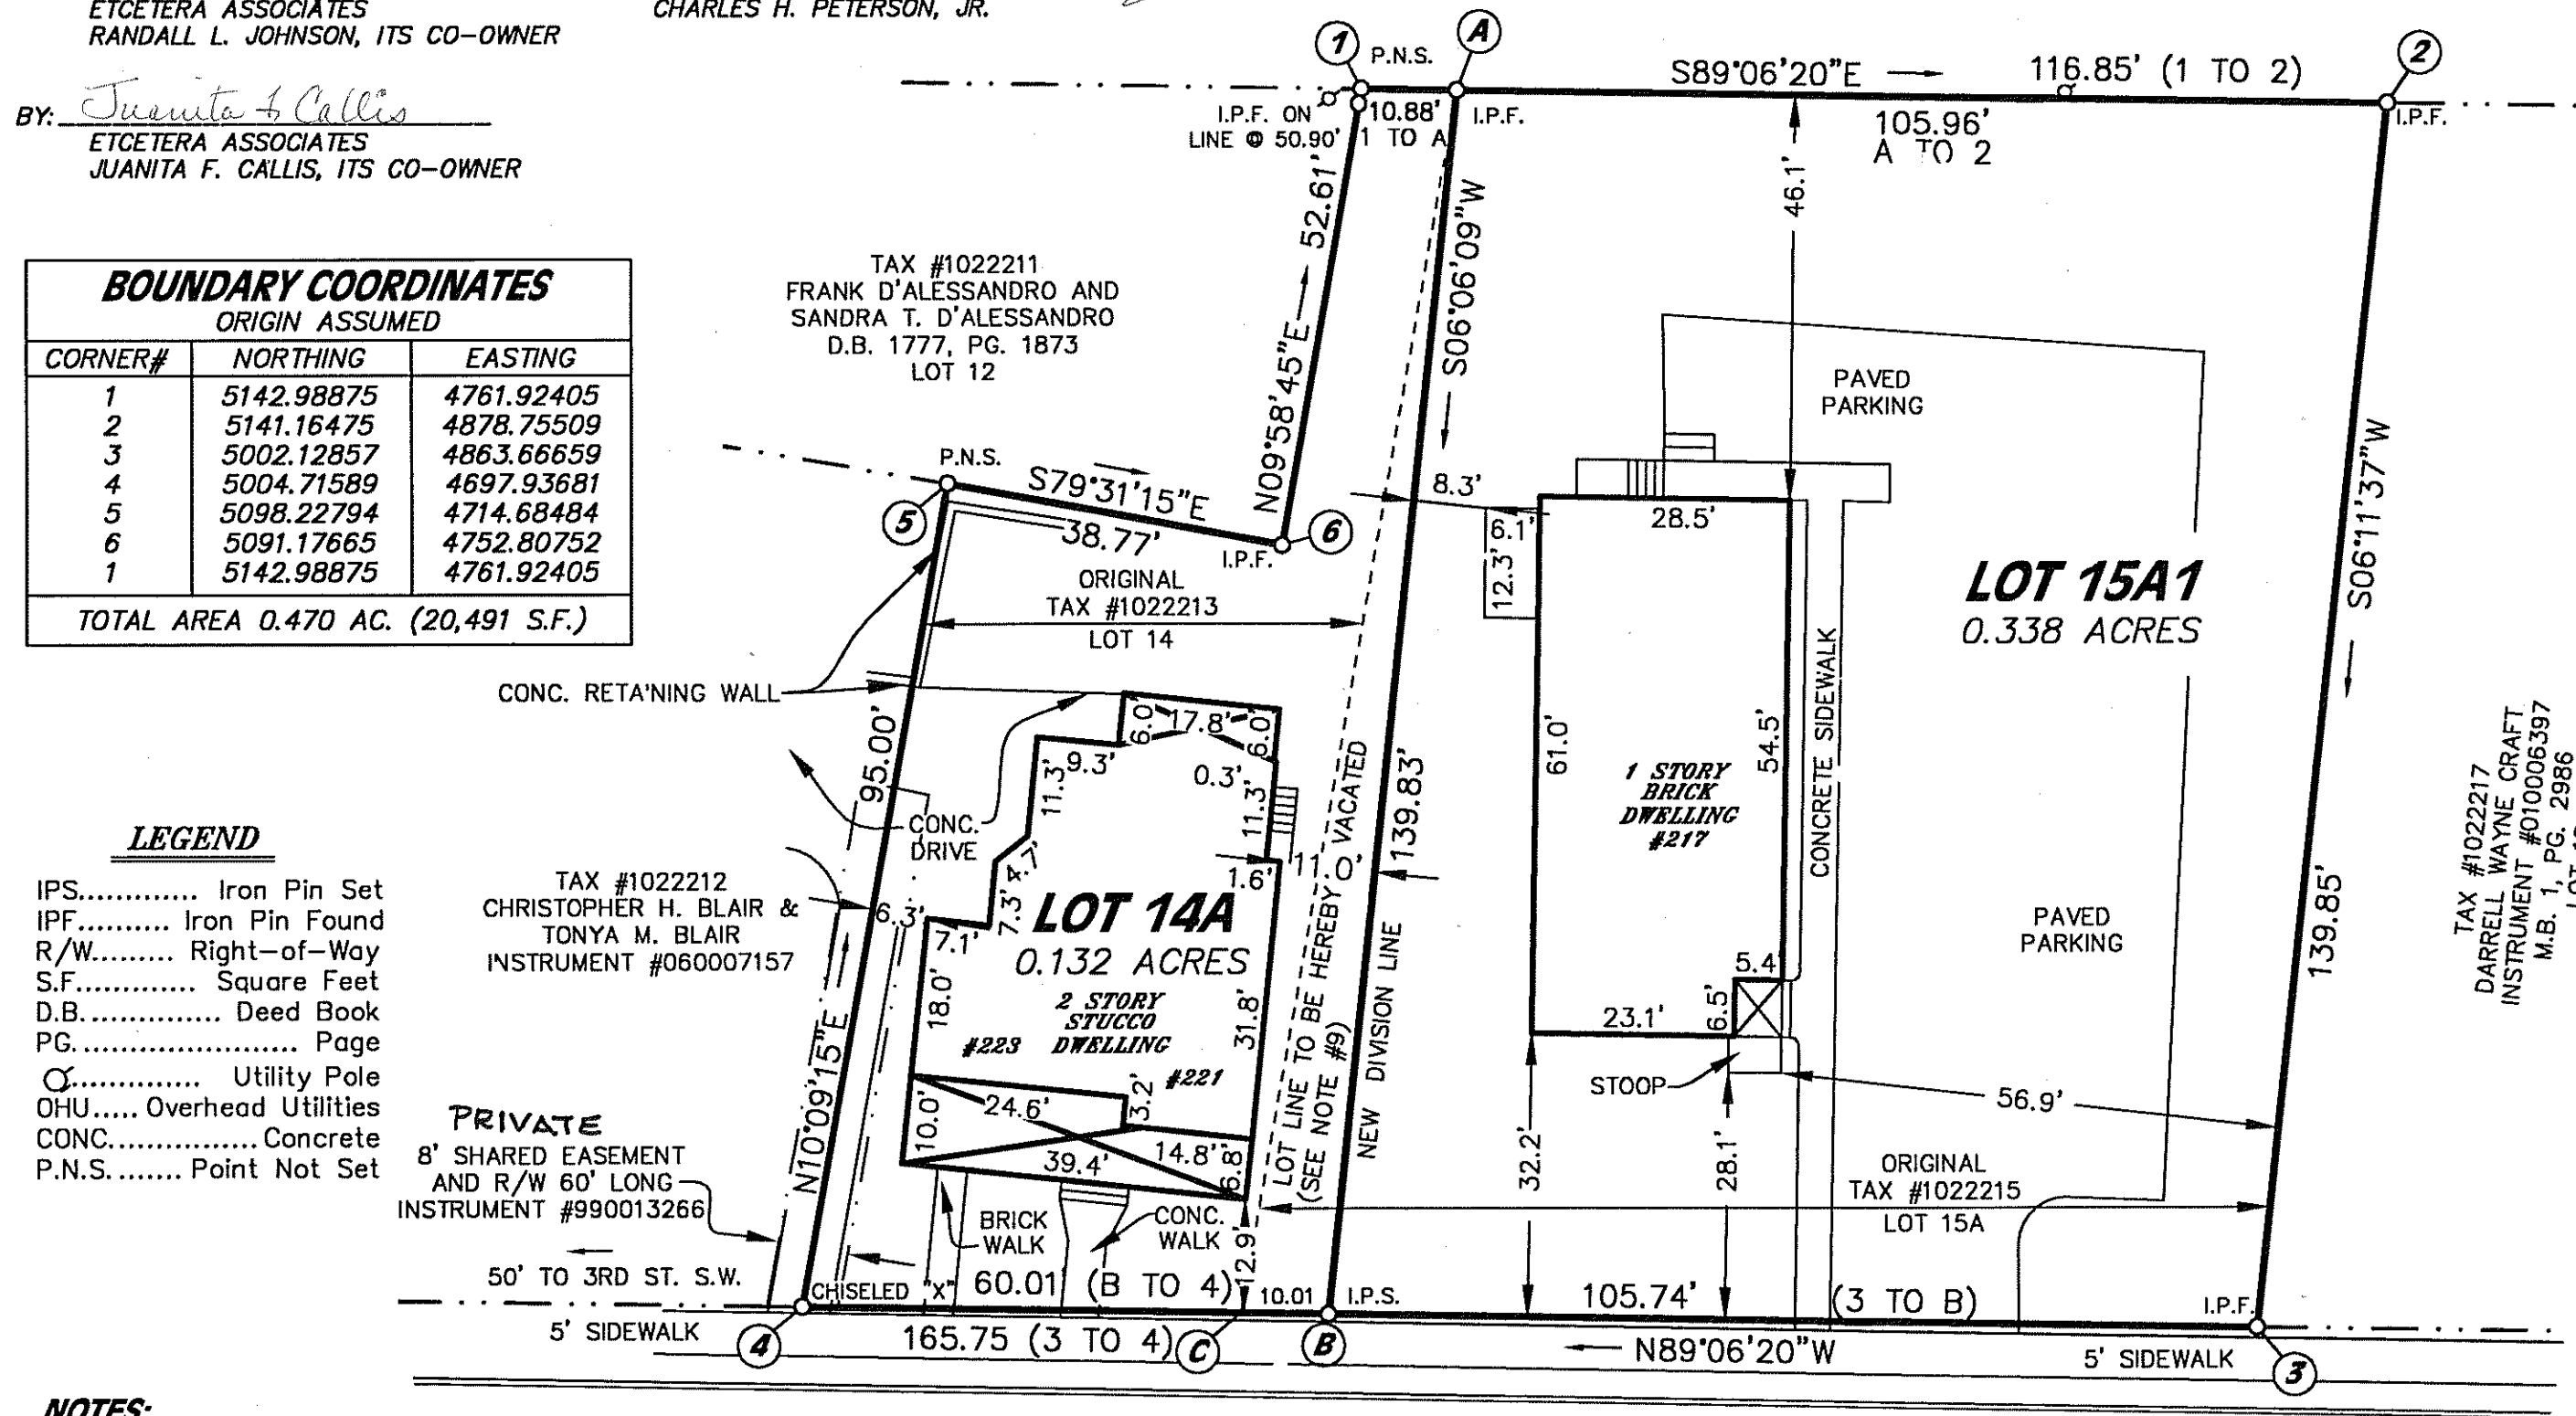 ETCETERA ASSOCIATES
RANDALL L. JOHNSON, ITS CO-OWNER
CHARLES H. PETERSON, JR.
BY: Juanita F Callis
ETCETERA ASSOCIATES
JUANITA F. CALLIS, ITS CO-OWNER
BOUNDARY COORDINATES
ORIGIN ASSUMED
CORNER# NORTHING EASTING
1 5142.98875 4761.92405
2 5141.16475 4878.75509
3 5002.12857 4863.66659
4 5004.71589 4697.93681
5 5098.22794 4714.68484
6 5091.17665 4752.80752
1 5142.98875 4761.92405
TOTAL AREA 0.470 AC. (20,491 S.F.)
LEGEND
IPS............. Iron Pin Set
IPF.......... Iron Pin Found
R/W......... Right-of-Way
S.F............. Square Feet
D.B............... Deed Book
PG....................... Page
.............. Utility Pole
OHU..... Overhead Utilities
CONC................ Concrete
P.N.S......... Point Not Set
NOTES:
1
P.N.S.
A
S89°06'20"E
116.85' (1 TO 2)
2
I.P.F. ON
LINE @ 50.90'
10.88'
1 TO A
I.P.F.
105.96'
A TO 2
I.P.F.
TAX #1022211
FRANK D'ALESSANDRO AND
SANDRA T. D'ALESSANDRO
D.B. 1777, PG. 1873
LOT 12
N09°58'45"E
52.61'
S06°06'09"W
46.1'
PAVED
PARKING
S06°11'37"W
P.N.S.
5
S79°31'15"E
38.77'
I.P.F.
6
8.3'
6.1'
12.3'
28.5'
ORIGINAL
TAX #1022213
LOT 14
LOT 15A1
0.338 ACRES
CONC. RETAINING WALL
95.00'
6.0'
17.8'
6.0'
9.3'
0.3'
11.3'
11.3'
CONC.
DRIVE
4.7'
7.3'
11.0'
1.6'
139.83'
61.0'
54.5'
1 STORY
BRICK
DWELLING
#217
CONCRETE SIDEWALK
TAX #1022217
DARRELL WAYNE CRAFT
INSTRUMENT #010006397
M.B. 1, PG. 2986
TAX #1022212
CHRISTOPHER H. BLAIR &
TONYA M. BLAIR
INSTRUMENT #060007157
6.3'
7.1'
LOT 14A
0.132 ACRES
18.0'
2 STORY
STUCCO
DWELLING
#223
#221
31.8'
LOT LINE TO BE HEREBY VACATED
(SEE NOTE #9)
NEW DIVISION LINE
PAVED
PARKING
139.85'
5.4'
6.5'
23.1'
STOOP
56.9'
N10°09'15"E
10.0'
24.6'
3.2'
39.4'
14.8'
6.8'
PRIVATE
8' SHARED EASEMENT
AND R/W 60' LONG
INSTRUMENT #990013266
BRICK
WALK
CONC.
WALK
12.9'
32.2'
28.1'
ORIGINAL
TAX #1022215
LOT 15A
50' TO 3RD ST. S.W.
CHISELED "X"
60.01 (B TO 4)
10.01
I.P.S.
105.74'
(3 TO B)
I.P.F.
5' SIDEWALK
4
165.75 (3 TO 4)
C
B
N89°06'20"W
5' SIDEWALK
3